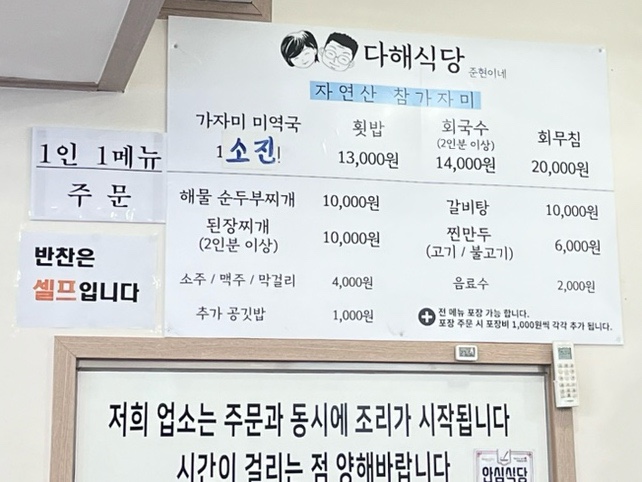 다해식당 준현이네
자연산 참가자미
가자미 미역국 횟밥 회국수 회무침
(2인분 이상)
1 소진! 13,000원 14,000원 20,000원
해물 순두부찌개 10,000원 갈비탕 10,000원
된장찌개 10,000원 찐만두 6,000원
(2인분 이상) (고기 / 불고기)
소주 / 맥주 / 막걸리 4,000원 음료수 2,000원
추가 공깃밥 1,000원
전 메뉴 포장 가능 합니다.
포장 주문 시 포장비 1,000원씩 각각 추가 됩니다.
1인 1메뉴
주 문
반찬은
셀프입니다
저희 업소는 주문과 동시에 조리가 시작됩니다
시간이 걸리는 점 양해바랍니다
안심식당